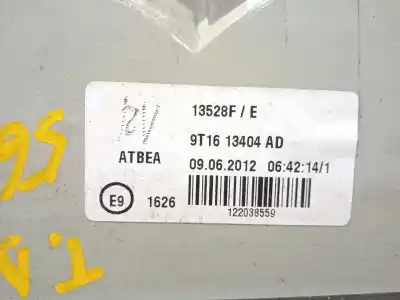 13528F / E
9T16 13404 AD
ATBEA
09.06.2012 06:42:14/1
E9
1626
122038559